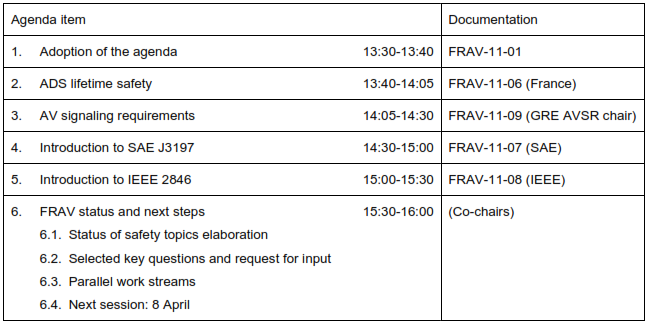 Agenda item Documentation
1. Adoption of the agenda 13:30-13:40 FRAV-11-01
2. ADS lifetime safety 13:40-14:05 FRAV-11-06 (France)
3. AV signaling requirements 14:05-14:30 FRAV-11-09 (GRE AVSR chair)
4. Introduction to SAE J3197 14:30-15:00 FRAV-11-07 (SAE)
5. Introduction to IEEE 2846 15:00-15:30 FRAV-11-08 (IEEE)
6. FRAV status and next steps 15:30-16:00 (Co-chairs)
6.1. Status of safety topics elaboration
6.2. Selected key questions and request for input
6.3. Parallel work streams
6.4. Next session: 8 April